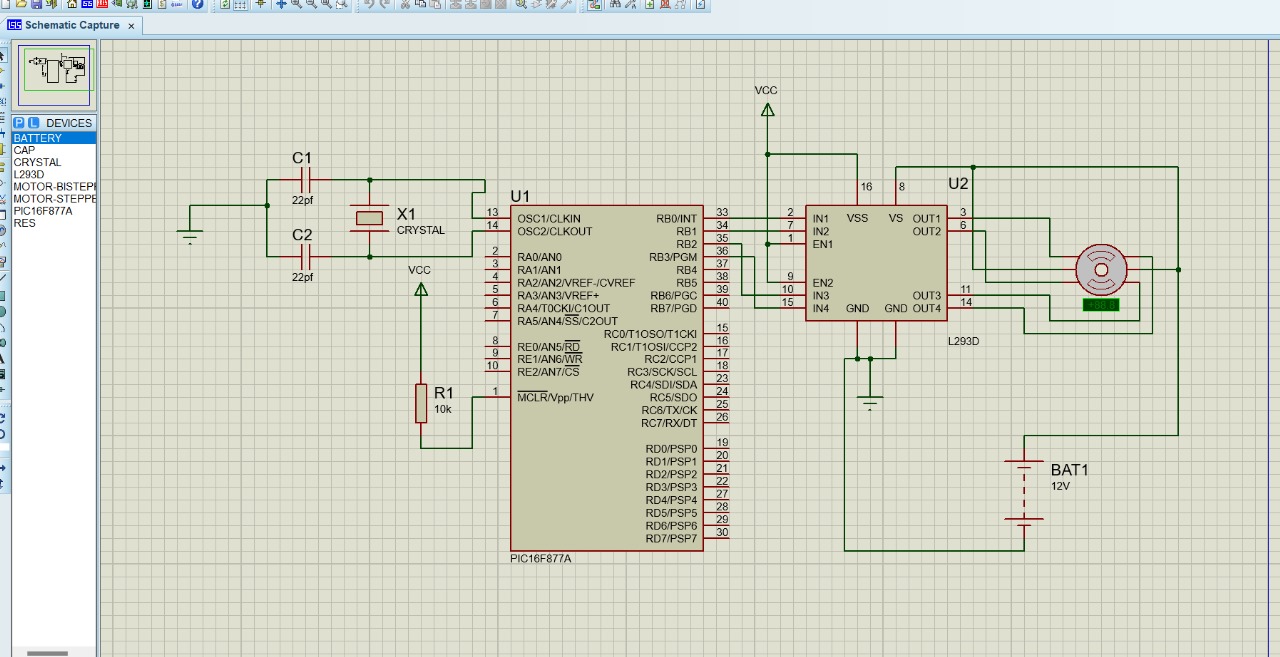 Schematic Capture
P L DEVICES
BATTERY
CAP
CRYSTAL
L293D
MOTOR-BISTEPF
MOTOR-STEPPE
PIC16F877A
RES
C1
22pf
X1
CRYSTAL
C2
22pf
VCC
R1
10k
U1
13 OSC1/CLKIN
14 OSC2/CLKOUT
2 RA0/AN0
3 RA1/AN1
4 RA2/AN2/VREF-/CVREF
5 RA3/AN3/VREF+
6 RA4/T0CKI/C1OUT
7 RA5/AN4/SS/C2OUT
8 RE0/AN5/RD
9 RE1/AN6/WR
10 RE2/AN7/CS
1 MCLR/Vpp/THV
RB0/INT 33
RB1 34
RB2 35
RB3/PGM 36
RB4 37
RB5 38
RB6/PGC 39
RB7/PGD 40
RC0/T1OSO/T1CKI 15
RC1/T1OSI/CCP2 16
RC2/CCP1 17
RC3/SCK/SCL 18
RC4/SDI/SDA 23
RC5/SDO 24
RC6/TX/CK 25
RC7/RX/DT 26
RD0/PSP0 19
RD1/PSP1 20
RD2/PSP2 21
RD3/PSP3 22
RD4/PSP4 27
RD5/PSP5 28
RD6/PSP6 29
RD7/PSP7 30
PIC16F877A
VCC
16 8
U2
VSS VS
2 IN1
7 IN2
1 EN1
9 EN2
10 IN3
15 IN4
OUT1 3
OUT2 6
OUT3 11
OUT4 14
GND GND
L293D
BAT1
12V